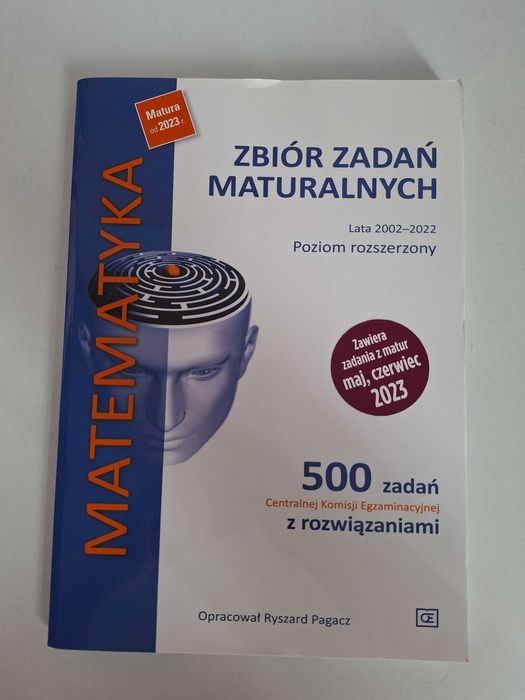 Matura
od 2023 r.
MATEMATYKA
ZBIÓR ZADAŃ
MATURALNYCH
Lata 2002–2022
Poziom rozszerzony
Zawiera
zadania z matur
maj, czerwiec
2023
500 zadań
Centralnej Komisji Egzaminacyjnej
z rozwiązaniami
Opracował Ryszard Pagacz
OE